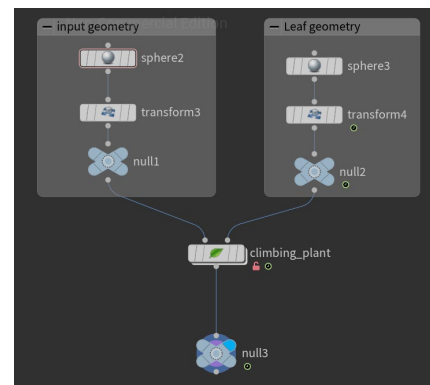 input geometry
Leaf geometry
sphere2
sphere3
transform3
transform4
null1
null2
climbing_plant
null3